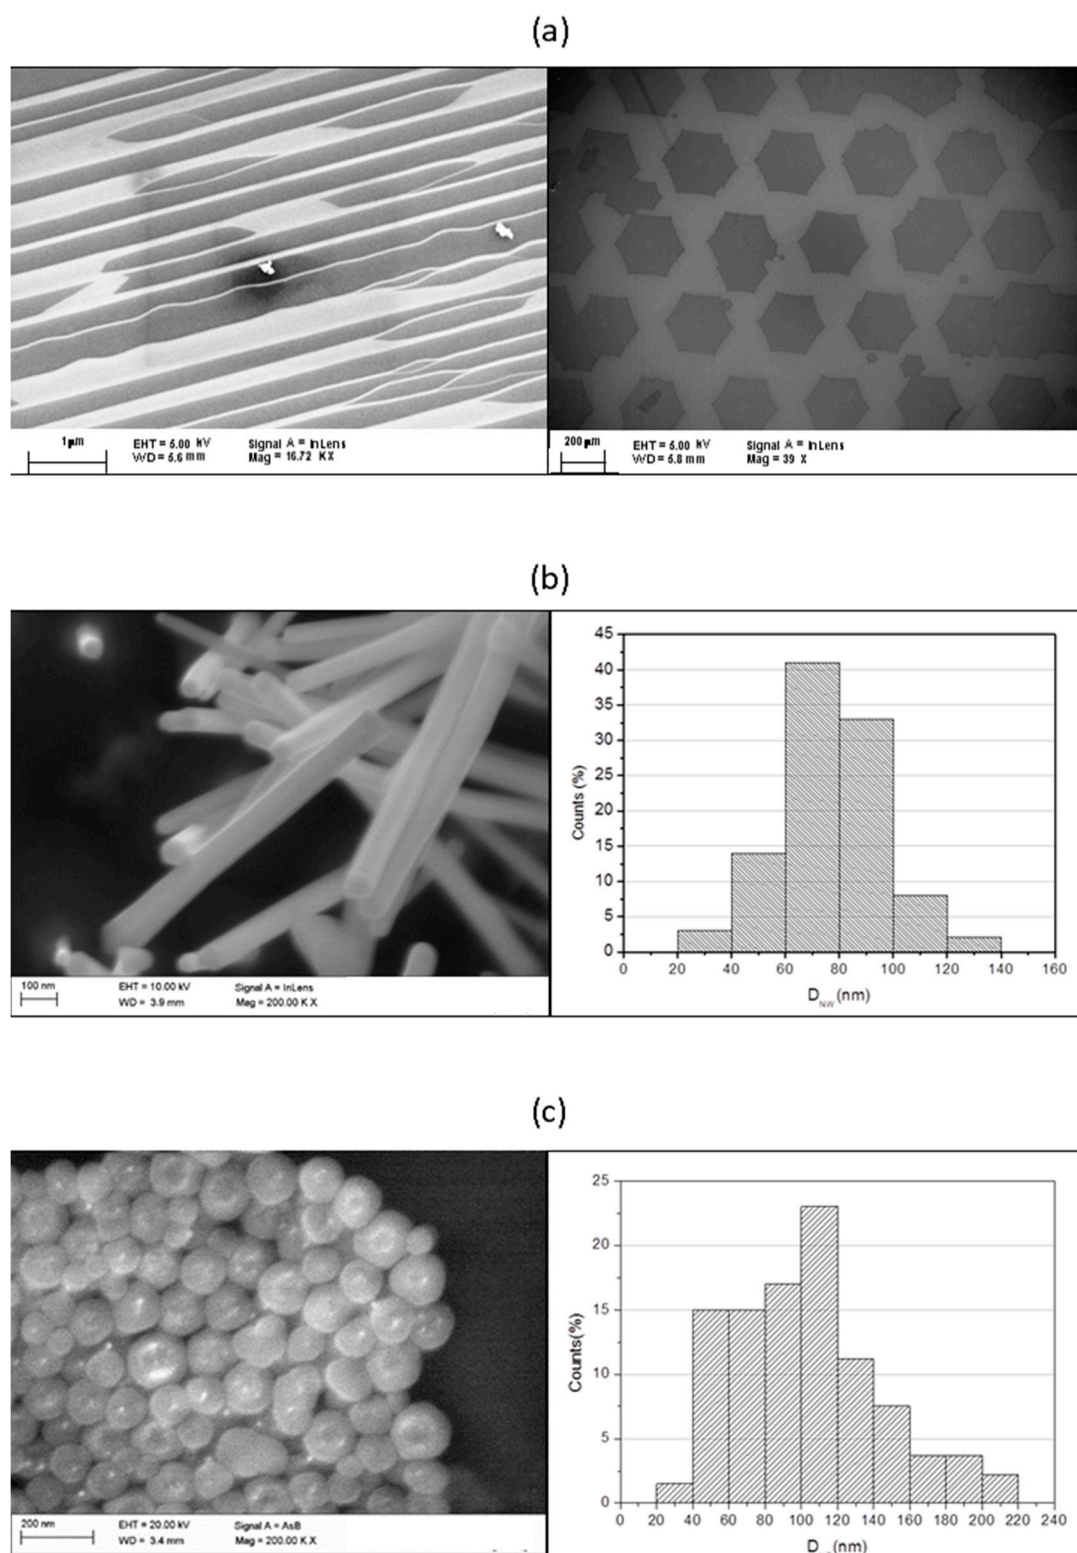 (a)
1µm
EHT = 5.00 kV
WD = 5.6 mm
Signal A = InLens
Mag = 16.72 KX
200 µm
EHT = 5.00 kV
WD = 5.8 mm
Signal A = InLens
Mag = 39 X
(b)
100 nm
EHT = 10.00 kV
WD = 3.9 mm
Signal A = InLens
Mag = 200.00 K X
45
40
35
30
25
20
15
10
5
0
Counts (%)
0 20 40 60 80 100 120 140 160
D_NW (nm)
(c)
200 nm
EHT = 20.00 kV
WD = 3.4 mm
Signal A = AsB
Mag = 200.00 K X
25
20
15
10
5
0
Counts(%)
0 20 40 60 80 100 120 140 160 180 200 220 240
D (nm)